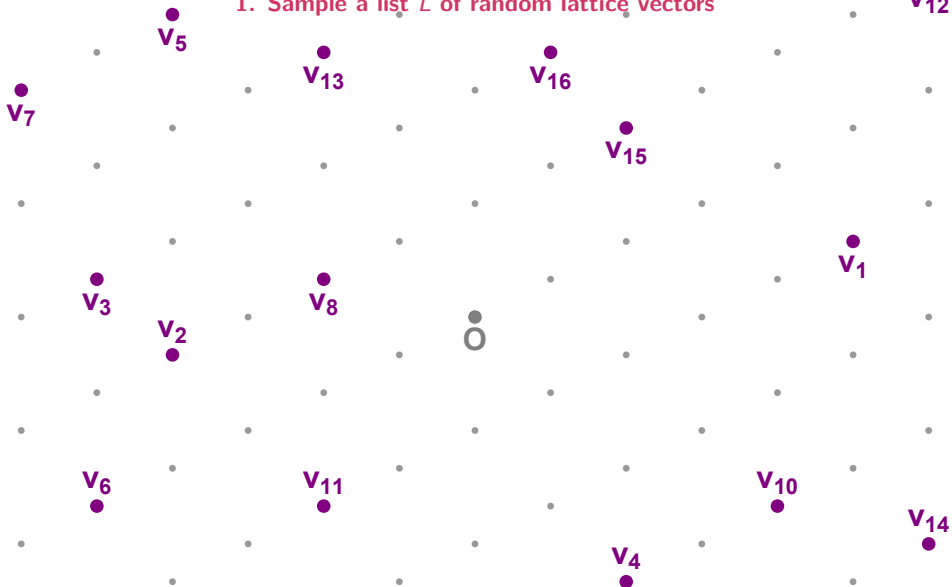 1. Sample a list L of random lattice vectors
v12
v5
v13
v16
v7
v15
v1
v3
v8
v2
O
v6
v11
v10
v14
v4